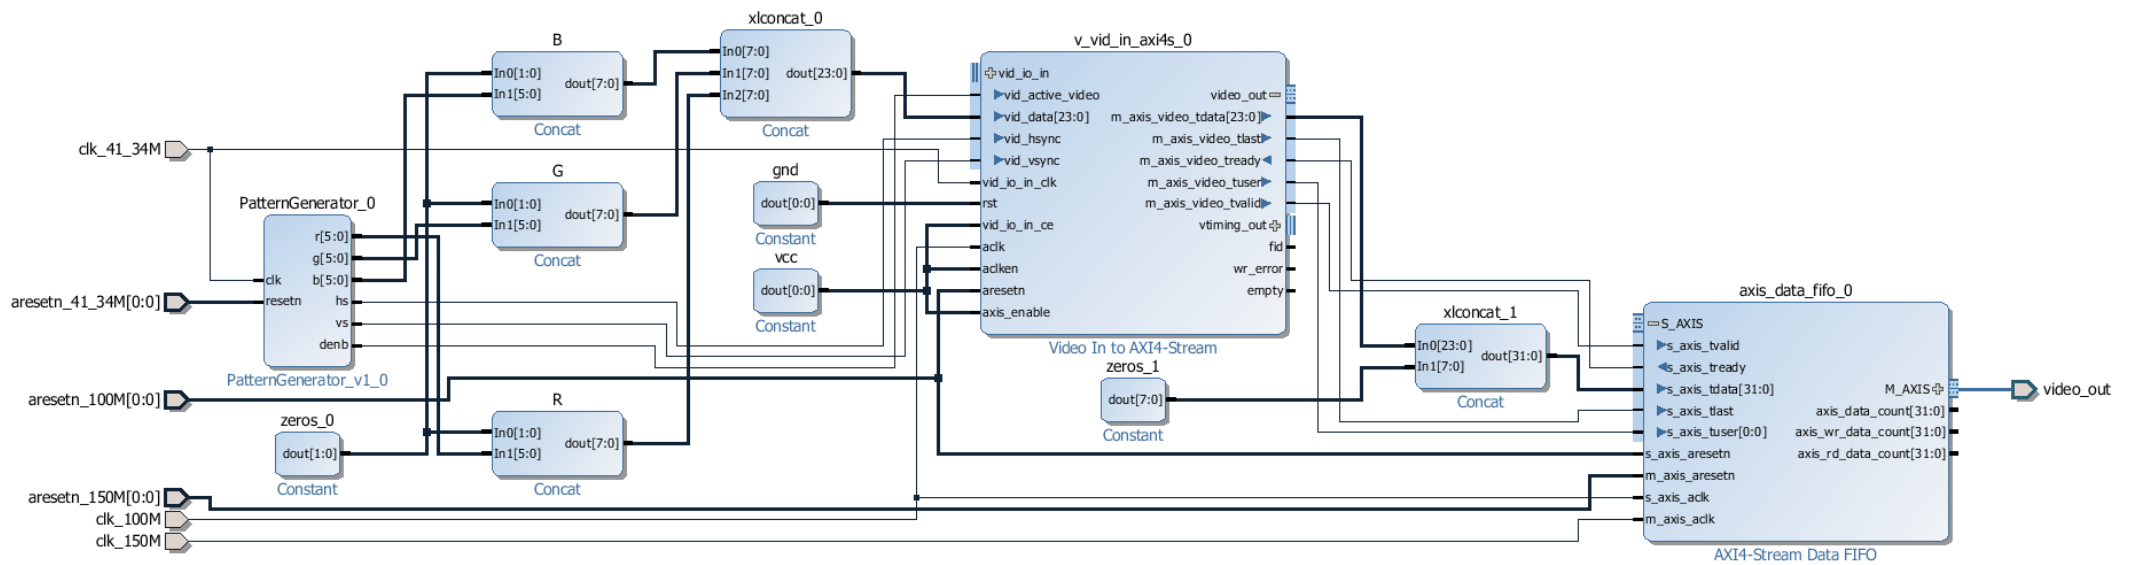 xlconcat_0
In0[7:0]
In1[7:0]
In2[7:0]
dout[23:0]
Concat
B
In0[1:0]
In1[5:0]
dout[7:0]
Concat
G
In0[1:0]
In1[5:0]
dout[7:0]
Concat
clk_41_34M
PatternGenerator_0
r[5:0]
g[5:0]
b[5:0]
clk
resetn
hs
vs
denb
PatternGenerator_v1_0
aresetn_41_34M[0:0]
aresetn_100M[0:0]
zeros_0
dout[1:0]
Constant
R
In0[1:0]
In1[5:0]
dout[7:0]
Concat
aresetn_150M[0:0]
clk_100M
clk_150M
gnd
dout[0:0]
Constant
vcc
dout[0:0]
Constant
v_vid_in_axi4s_0
vid_io_in
vid_active_video
vid_data[23:0]
vid_hsync
vid_vsync
vid_io_in_clk
rst
vid_io_in_ce
aclk
aclken
aresetn
axis_enable
video_out
m_axis_video_tdata[23:0]
m_axis_video_tlast
m_axis_video_tready
m_axis_video_tuser
m_axis_video_tvalid
vtiming_out
fid
wr_error
empty
Video In to AXI4-Stream
zeros_1
dout[7:0]
Constant
xlconcat_1
In0[23:0]
In1[7:0]
dout[31:0]
Concat
axis_data_fifo_0
S_AXIS
s_axis_tvalid
s_axis_tready
s_axis_tdata[31:0]
s_axis_tlast
s_axis_tuser[0:0]
s_axis_aresetn
m_axis_aresetn
s_axis_aclk
m_axis_aclk
M_AXIS
axis_data_count[31:0]
axis_wr_data_count[31:0]
axis_rd_data_count[31:0]
AXI4-Stream Data FIFO
video_out